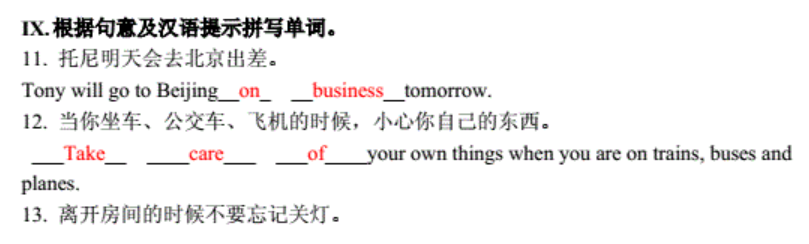 IX. 根据句意及汉语提示拼写单词。
11. 托尼明天会去北京出差。
Tony will go to Beijing__on_ __business__tomorrow.
12. 当你坐车、公交车、飞机的时候，小心你自己的东西。
___Take__ ____care___ ___of____your own things when you are on trains, buses and
planes.
13. 离开房间的时候不要忘记关灯。